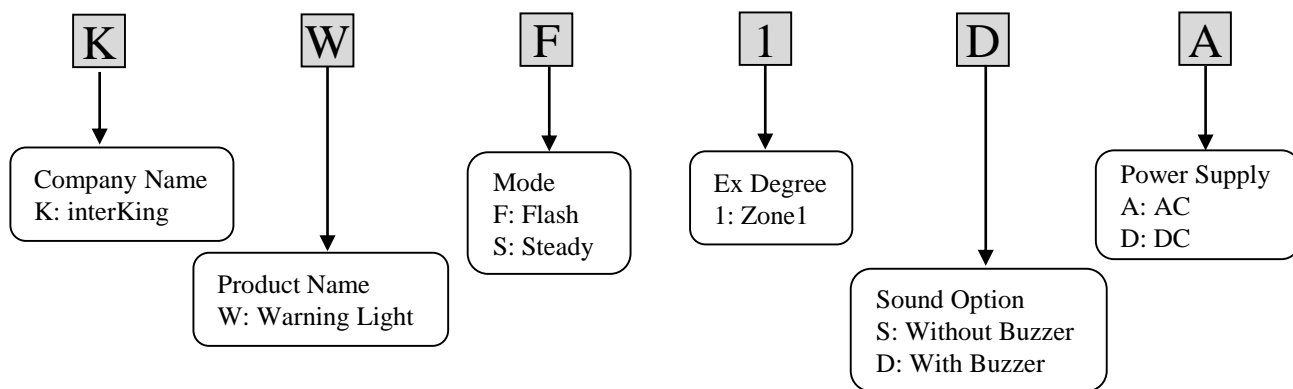 K W F 1 D A
Company Name
K: interKing
Product Name
W: Warning Light
Mode
F: Flash
S: Steady
Ex Degree
1: Zone1
Sound Option
S: Without Buzzer
D: With Buzzer
Power Supply
A: AC
D: DC